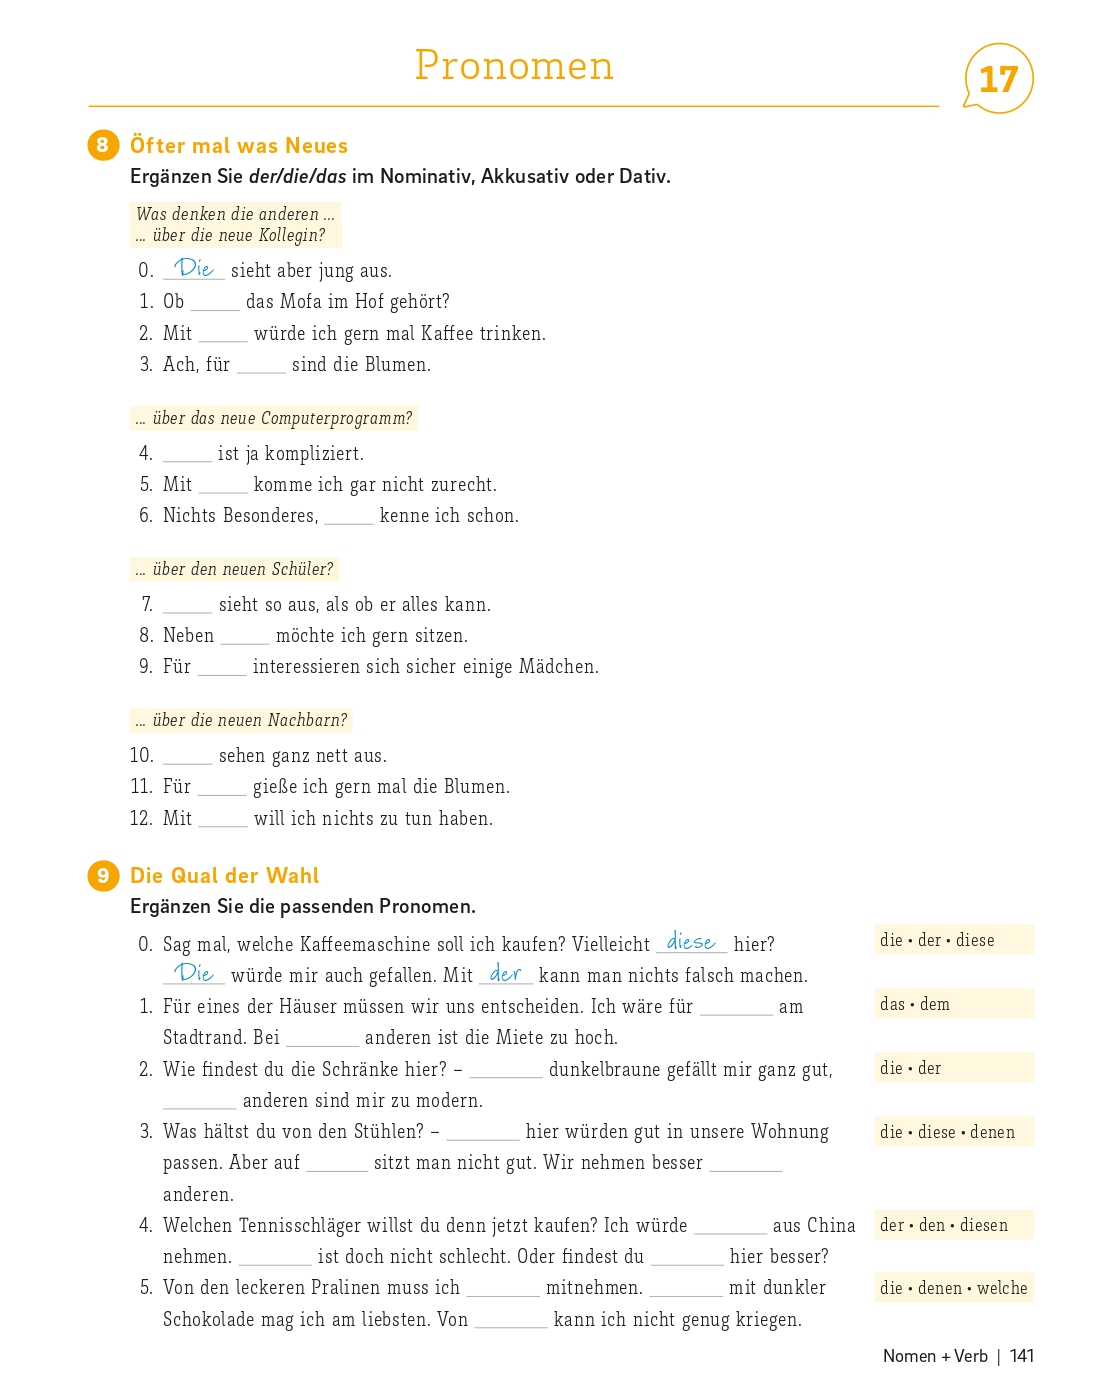 Pronomen
17
8 Öfter mal was Neues
Ergänzen Sie der/die/das im Nominativ, Akkusativ oder Dativ.
Was denken die anderen ...
... über die neue Kollegin?
0. Die sieht aber jung aus.
1. Ob _____ das Mofa im Hof gehört?
2. Mit _____ würde ich gern mal Kaffee trinken.
3. Ach, für _____ sind die Blumen.
... über das neue Computerprogramm?
4. _____ ist ja kompliziert.
5. Mit _____ komme ich gar nicht zurecht.
6. Nichts Besonderes, _____ kenne ich schon.
... über den neuen Schüler?
7. _____ sieht so aus, als ob er alles kann.
8. Neben _____ möchte ich gern sitzen.
9. Für _____ interessieren sich sicher einige Mädchen.
... über die neuen Nachbarn?
10. _____ sehen ganz nett aus.
11. Für _____ gieße ich gern mal die Blumen.
12. Mit _____ will ich nichts zu tun haben.
9 Die Qual der Wahl
Ergänzen Sie die passenden Pronomen.
0. Sag mal, welche Kaffeemaschine soll ich kaufen? Vielleicht diese hier?
die • der • diese
Die würde mir auch gefallen. Mit der kann man nichts falsch machen.
1. Für eines der Häuser müssen wir uns entscheiden. Ich wäre für _____ am
das • dem
Stadtrand. Bei _____ anderen ist die Miete zu hoch.
2. Wie findest du die Schränke hier? – _____ dunkelbraune gefällt mir ganz gut,
die • der
_____ anderen sind mir zu modern.
3. Was hältst du von den Stühlen? – _____ hier würden gut in unsere Wohnung
die • diese • denen
passen. Aber auf _____ sitzt man nicht gut. Wir nehmen besser _____
anderen.
4. Welchen Tennisschläger willst du denn jetzt kaufen? Ich würde _____ aus China
der • den • diesen
nehmen. _____ ist doch nicht schlecht. Oder findest du _____ hier besser?
5. Von den leckeren Pralinen muss ich _____ mitnehmen. _____ mit dunkler
die • denen • welche
Schokolade mag ich am liebsten. Von _____ kann ich nicht genug kriegen.
Nomen + Verb | 141